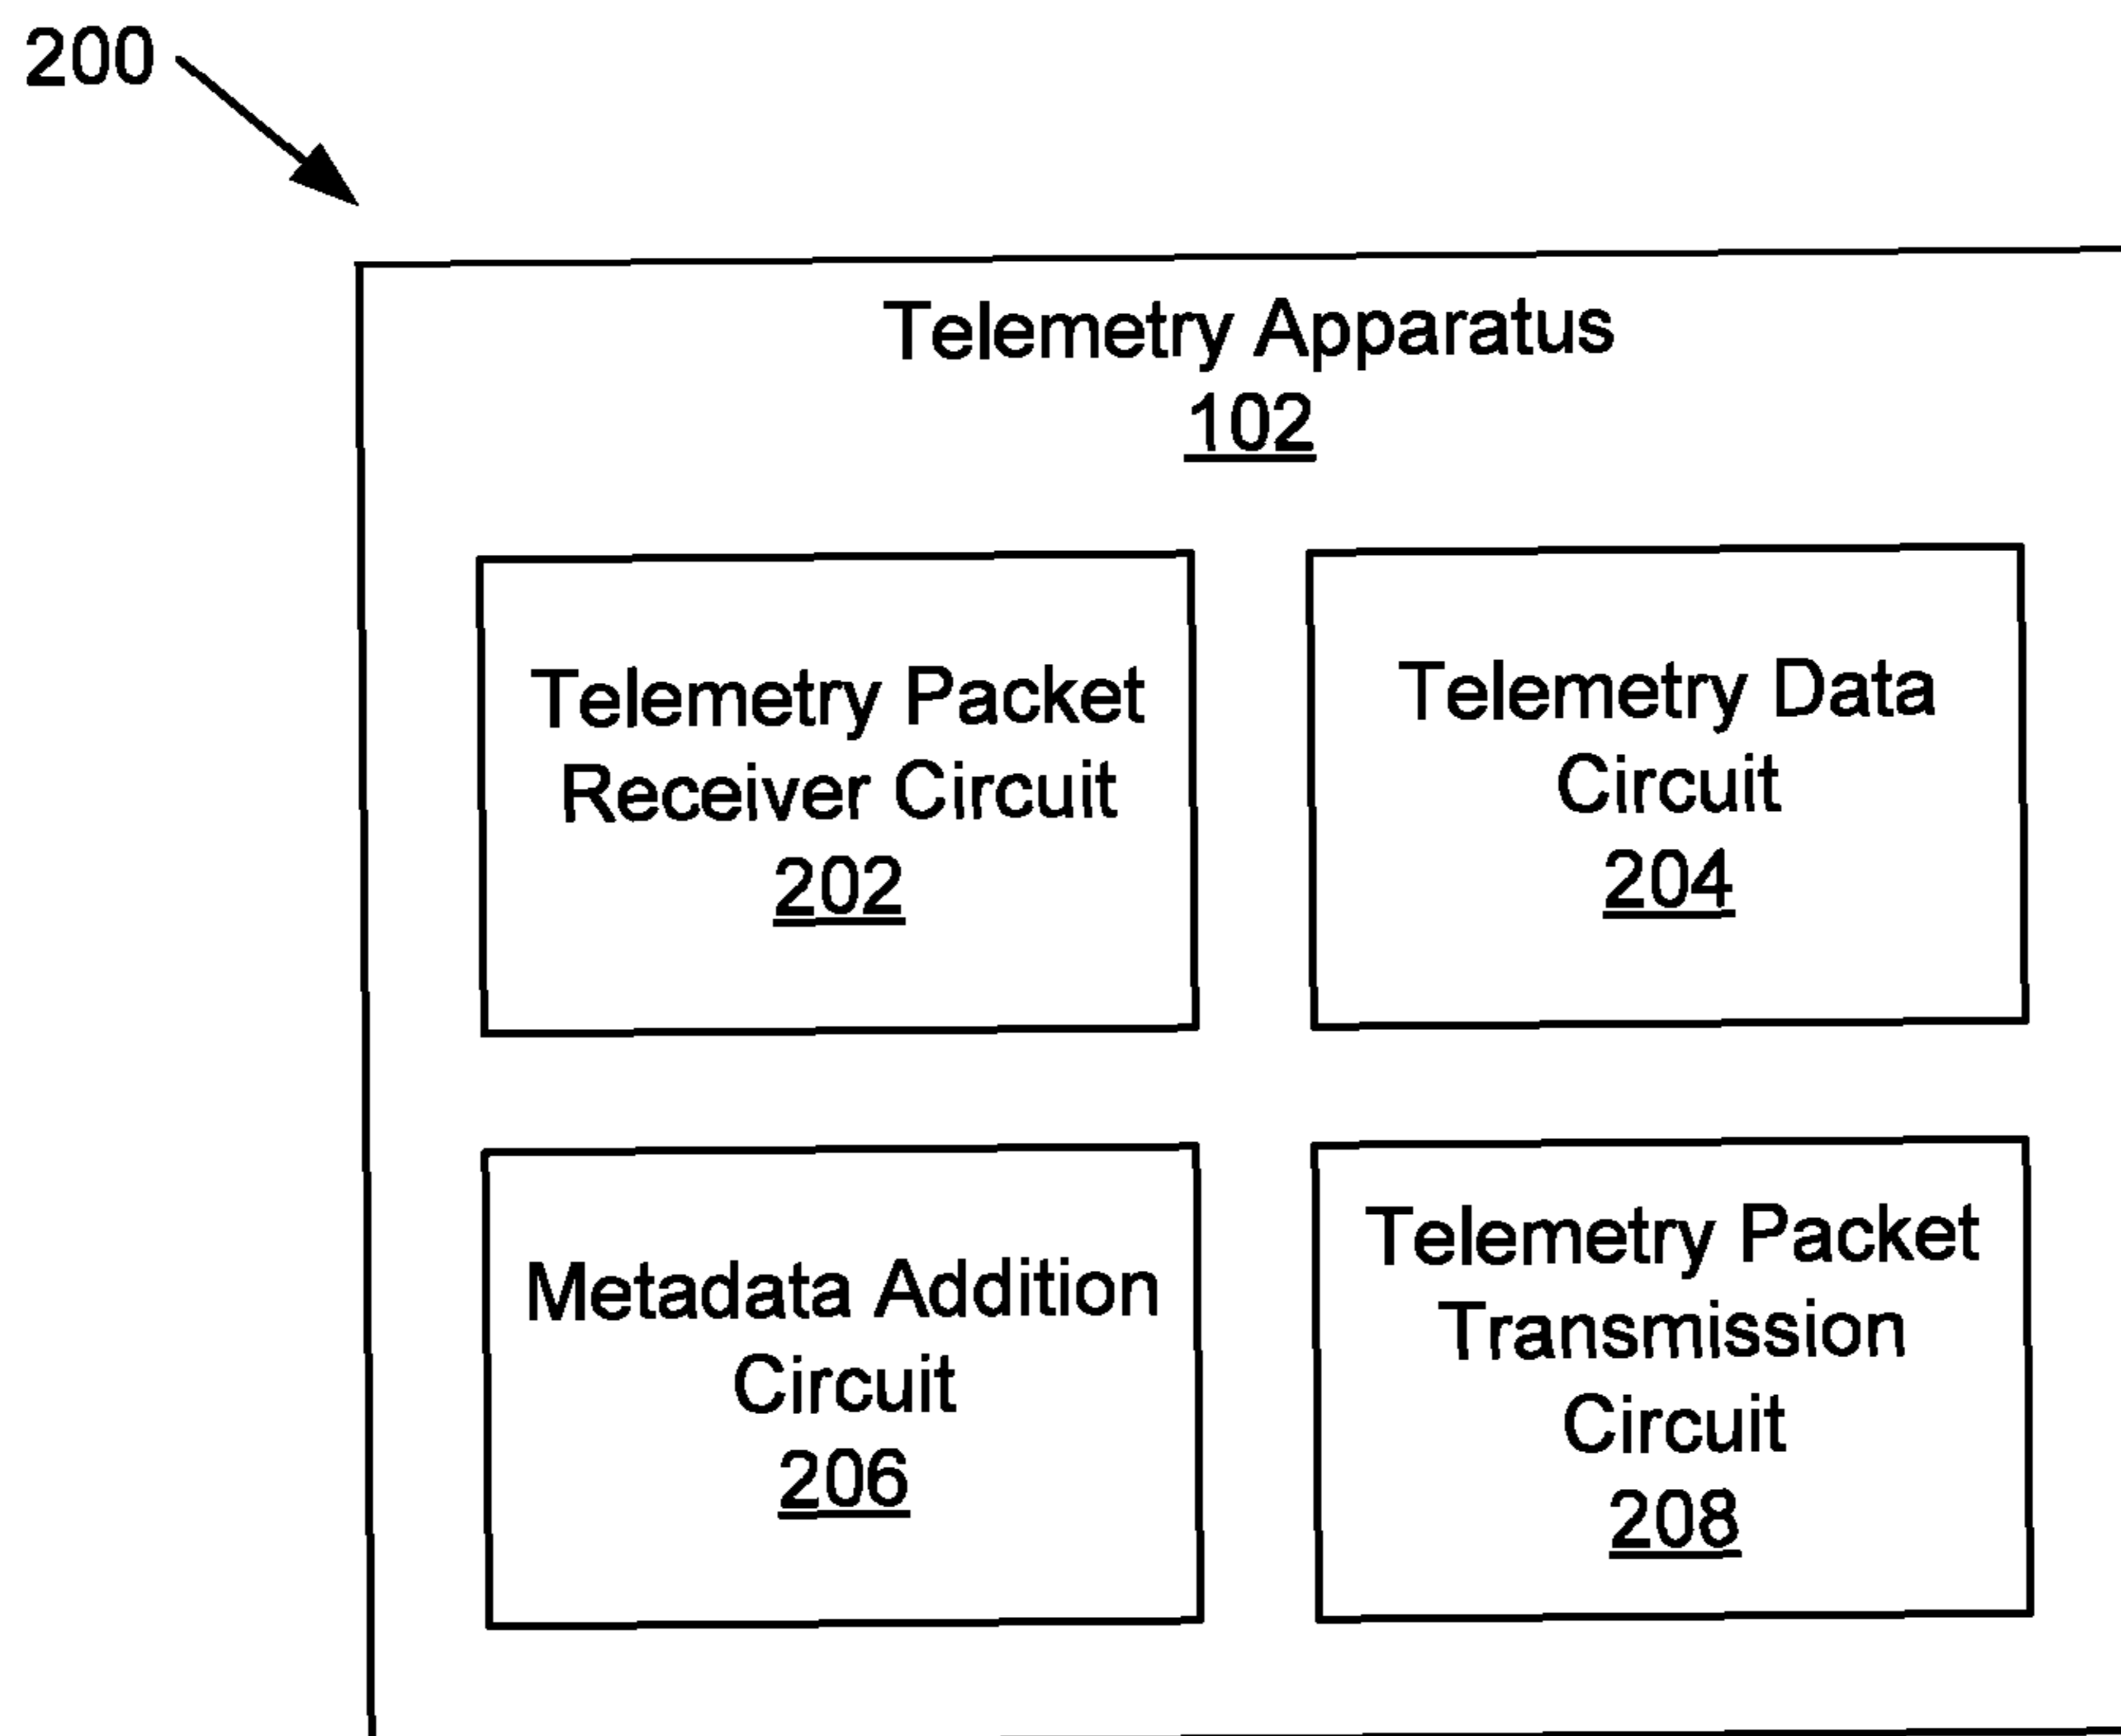 200
Telemetry Apparatus
102
Telemetry Packet
Receiver Circuit
202
Telemetry Data
Circuit
204
Metadata Addition
Circuit
206
Telemetry Packet
Transmission
Circuit
208